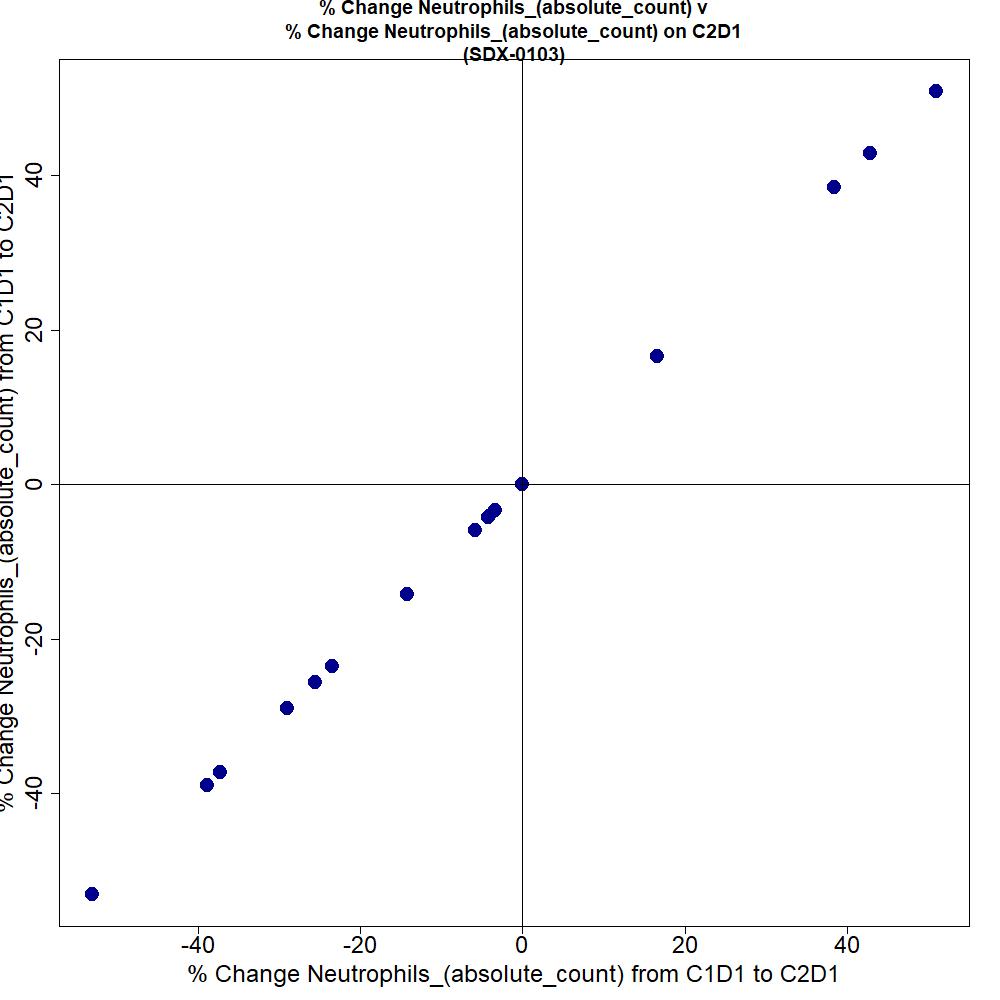 % Change Neutrophils_(absolute_count) v
% Change Neutrophils_(absolute_count) on C2D1
(SDX-0103)
% Change Neutrophils_(absolute_count) from C1D1 to C2D1
40
20
0
-20
-40
-40
-20
0
20
40
% Change Neutrophils_(absolute_count) from C1D1 to C2D1